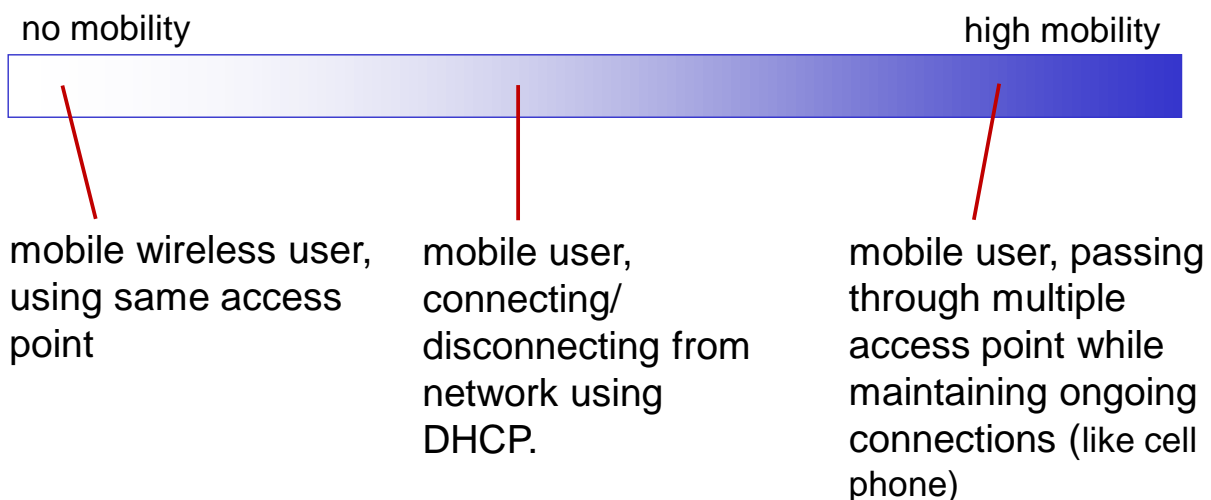 no mobility
high mobility
mobile wireless user,
using same access
point
mobile user,
connecting/
disconnecting from
network using
DHCP.
mobile user, passing
through multiple
access point while
maintaining ongoing
connections (like cell
phone)